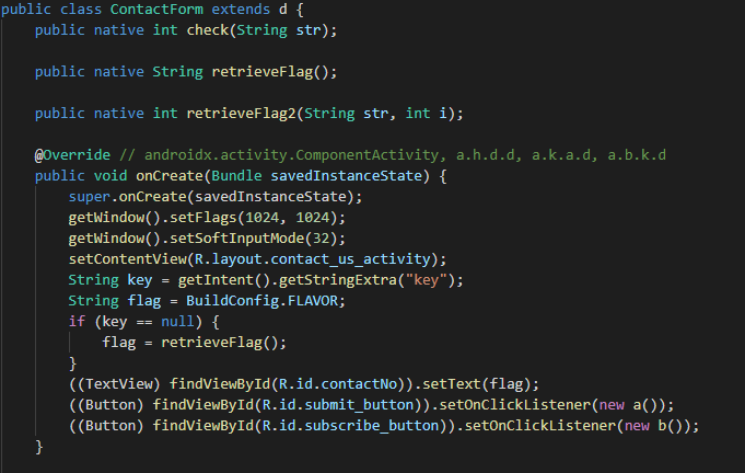 public class ContactForm extends d {
public native int check(String str);
public native String retrieveFlag();
public native int retrieveFlag2(String str, int i);
@Override // androidx.activity.ComponentActivity, a.h.d.d, a.k.a.d, a.b.k.d
public void onCreate(Bundle savedInstanceState) {
super.onCreate(savedInstanceState);
getWindow().setFlags(1024, 1024);
getWindow().setSoftInputMode(32);
setContentView(R.layout.contact_us_activity);
String key = getIntent().getStringExtra("key");
String flag = BuildConfig.FLAVOR;
if (key == null) {
flag = retrieveFlag();
}
((TextView) findViewById(R.id.contactNo)).setText(flag);
((Button) findViewById(R.id.submit_button)).setOnClickListener(new a());
((Button) findViewById(R.id.subscribe_button)).setOnClickListener(new b());
}